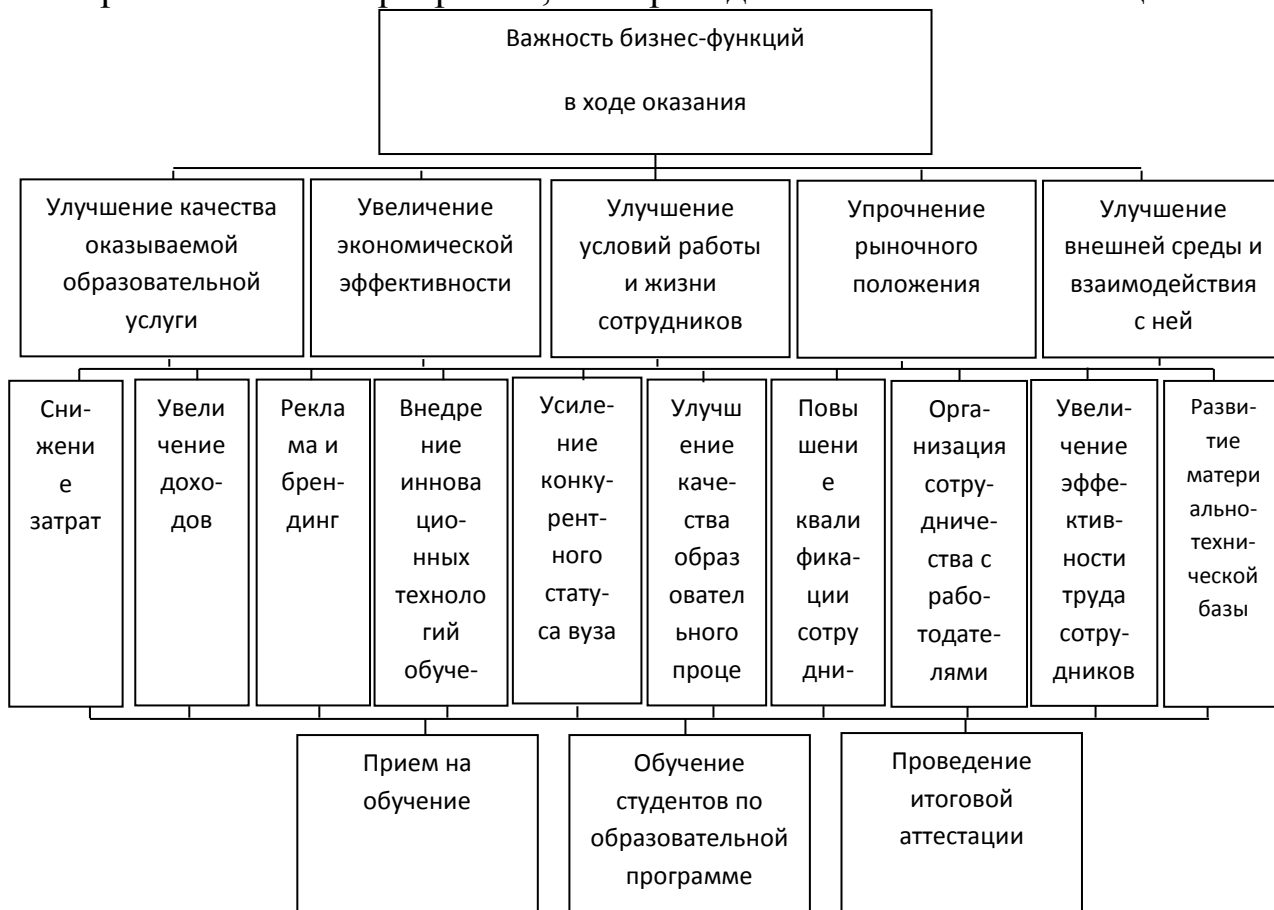 Важность бизнес-функций
в ходе оказания
Улучшение качества
оказываемой
образовательной
услуги
Увеличение
экономической
эффективности
Улучшение
условий работы
и жизни
сотрудников
Упрочнение
рыночного
положения
Улучшение
внешней среды и
взаимодействия
с ней
Сни-
жени
е
затрат
Увели
чение
дохо-
дов
Рекла
ма и
брен-
динг
Внедре
ние
иннова
цио-
нных
техноло
гий
обуче-
Усиле-
ние
конку-
рент-
ного
стату-
са вуза
Улучш
ение
каче-
ства
образ
овател
ьного
проце
Повы
шени
е
квали
фика-
ции
сотру
дни-
Орга-
низация
сотру-
дничества с
рабо-
тодате-
лями
Увели-
чение
эффе-
ктив-
ности
труда
сотру-
дников
Разви-
тие
матери
ально-
техни-
ческой
базы
Прием на
обучение
Обучение
студентов по
образовательной
программе
Проведение
итоговой
аттестации